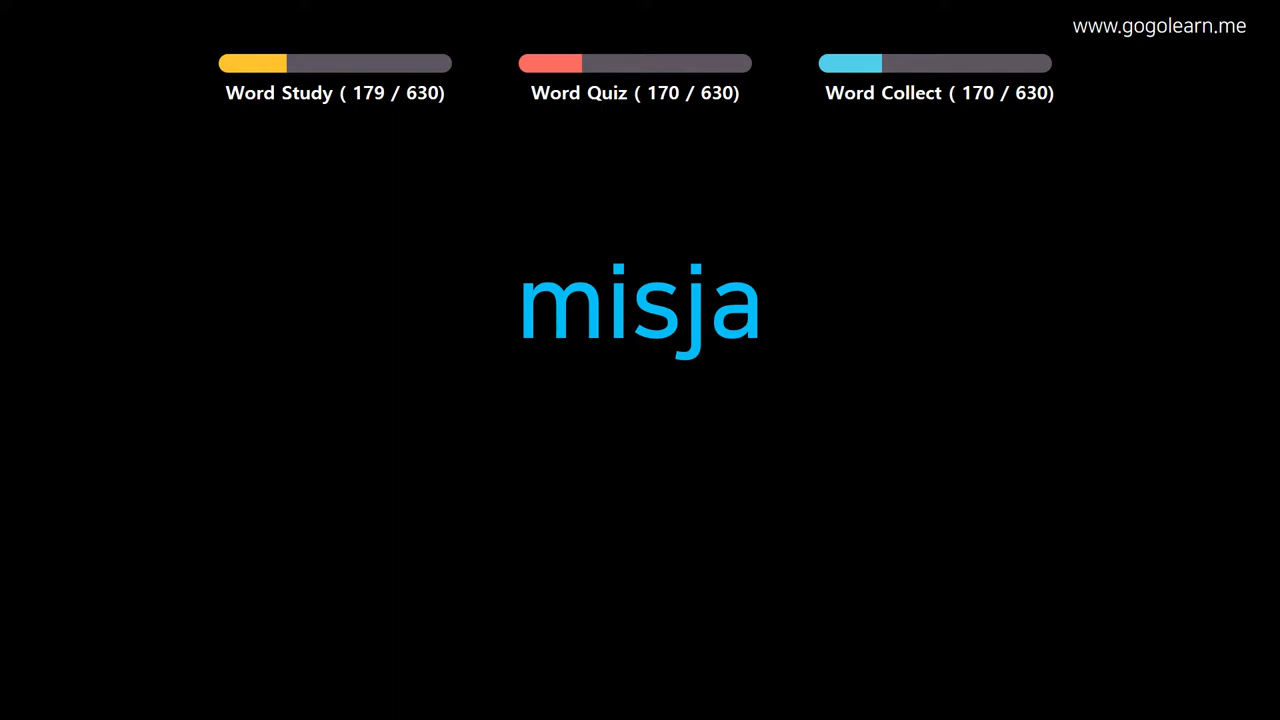 www.gogolearn.me
Word Study ( 179 / 630)
Word Quiz ( 170 / 630)
Word Collect ( 170 / 630)
misja